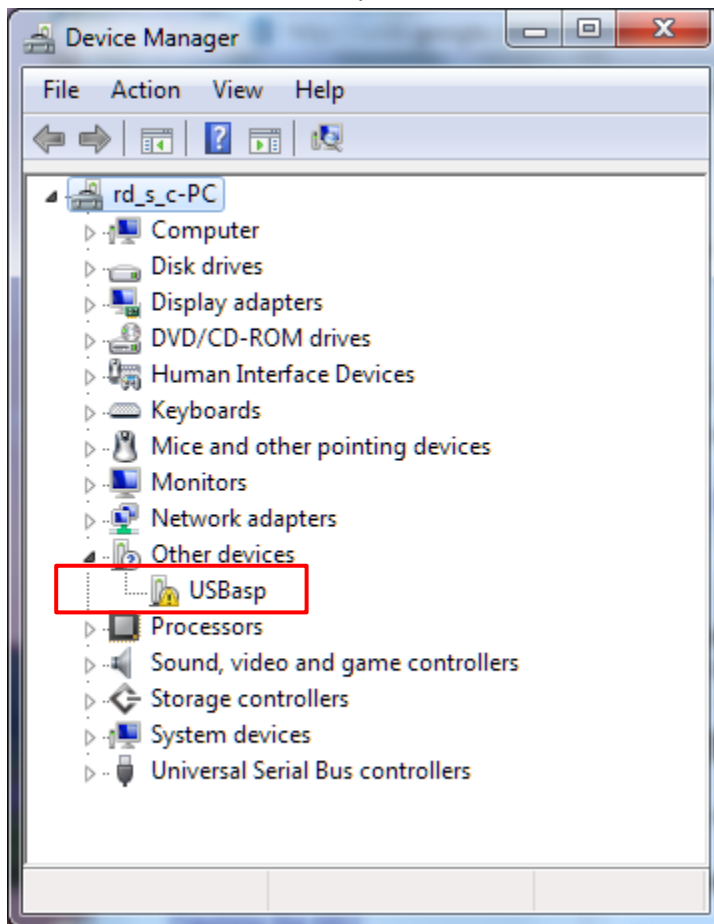 Device Manager
File Action View Help
rd_s_c-PC
Computer
Disk drives
Display adapters
DVD/CD-ROM drives
Human Interface Devices
Keyboards
Mice and other pointing devices
Monitors
Network adapters
Other devices
USBasp
Processors
Sound, video and game controllers
Storage controllers
System devices
Universal Serial Bus controllers